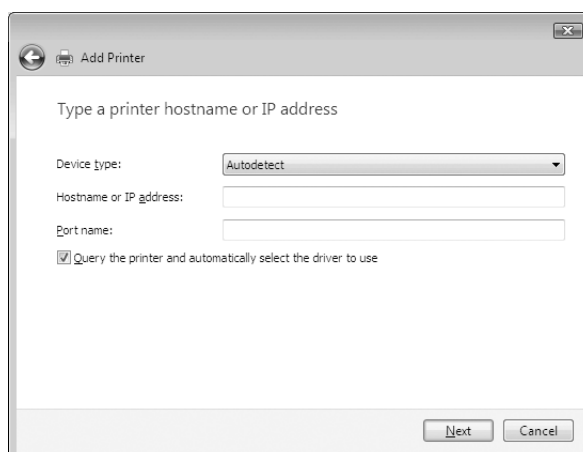 Add Printer
Type a printer hostname or IP address
Device type: Autodetect
Hostname or IP address:
Port name:
Query the printer and automatically select the driver to use
Next Cancel